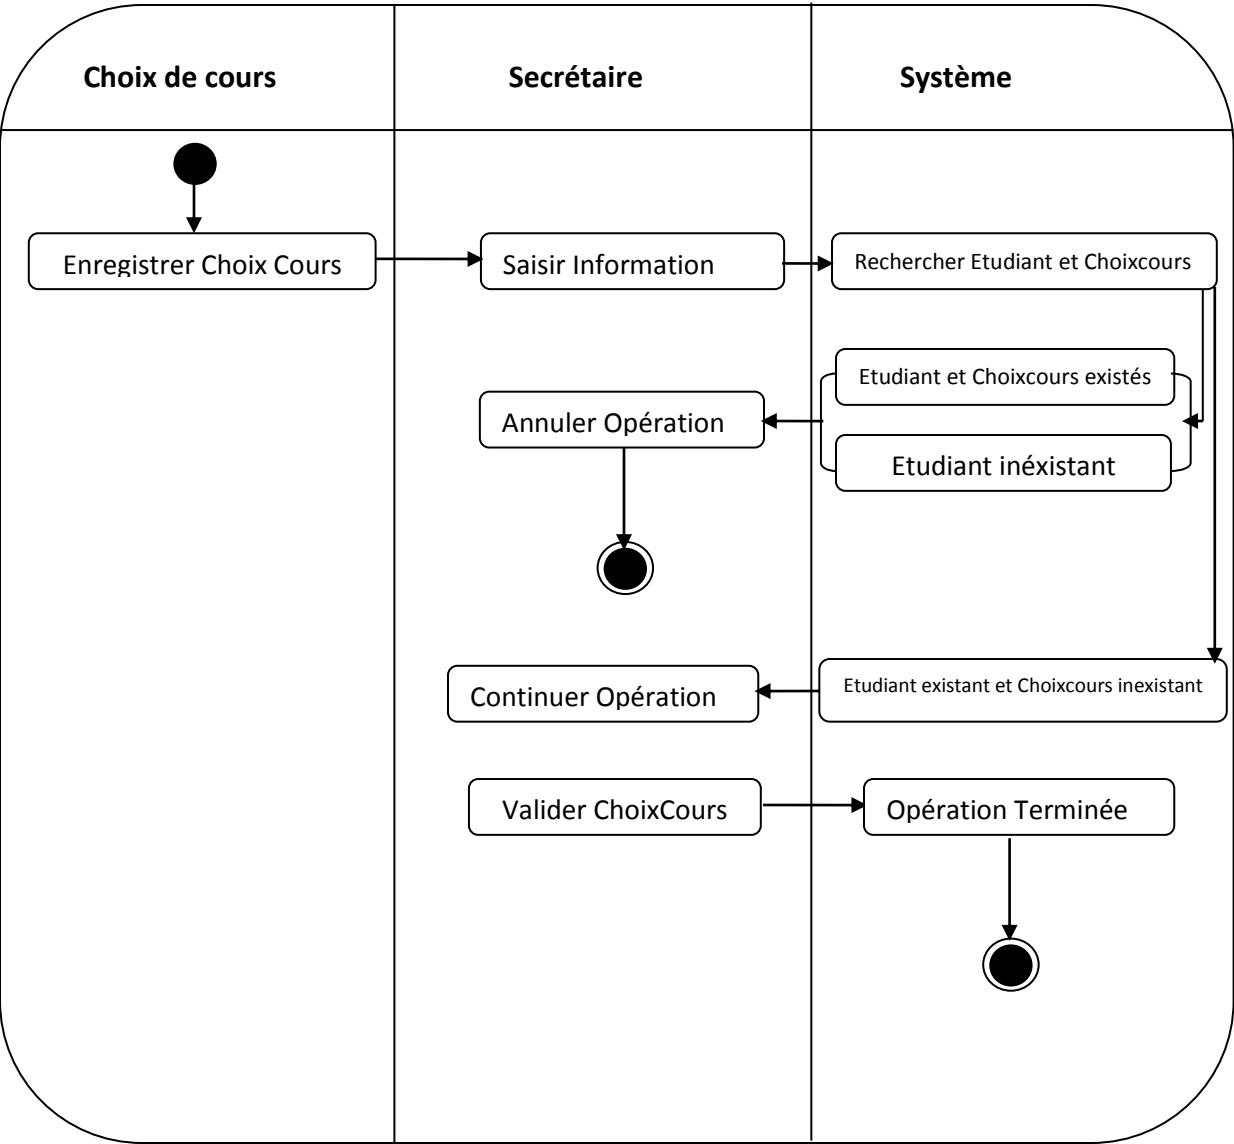 Choix de cours
Secrétaire
Système
Enregistrer Choix Cours
Saisir Information
Rechercher Etudiant et Choixcours
Etudiant et Choixcours existés
Annuler Opération
Etudiant inéxistant
Continuer Opération
Etudiant existant et Choixcours inexistant
Valider ChoixCours
Opération Terminée